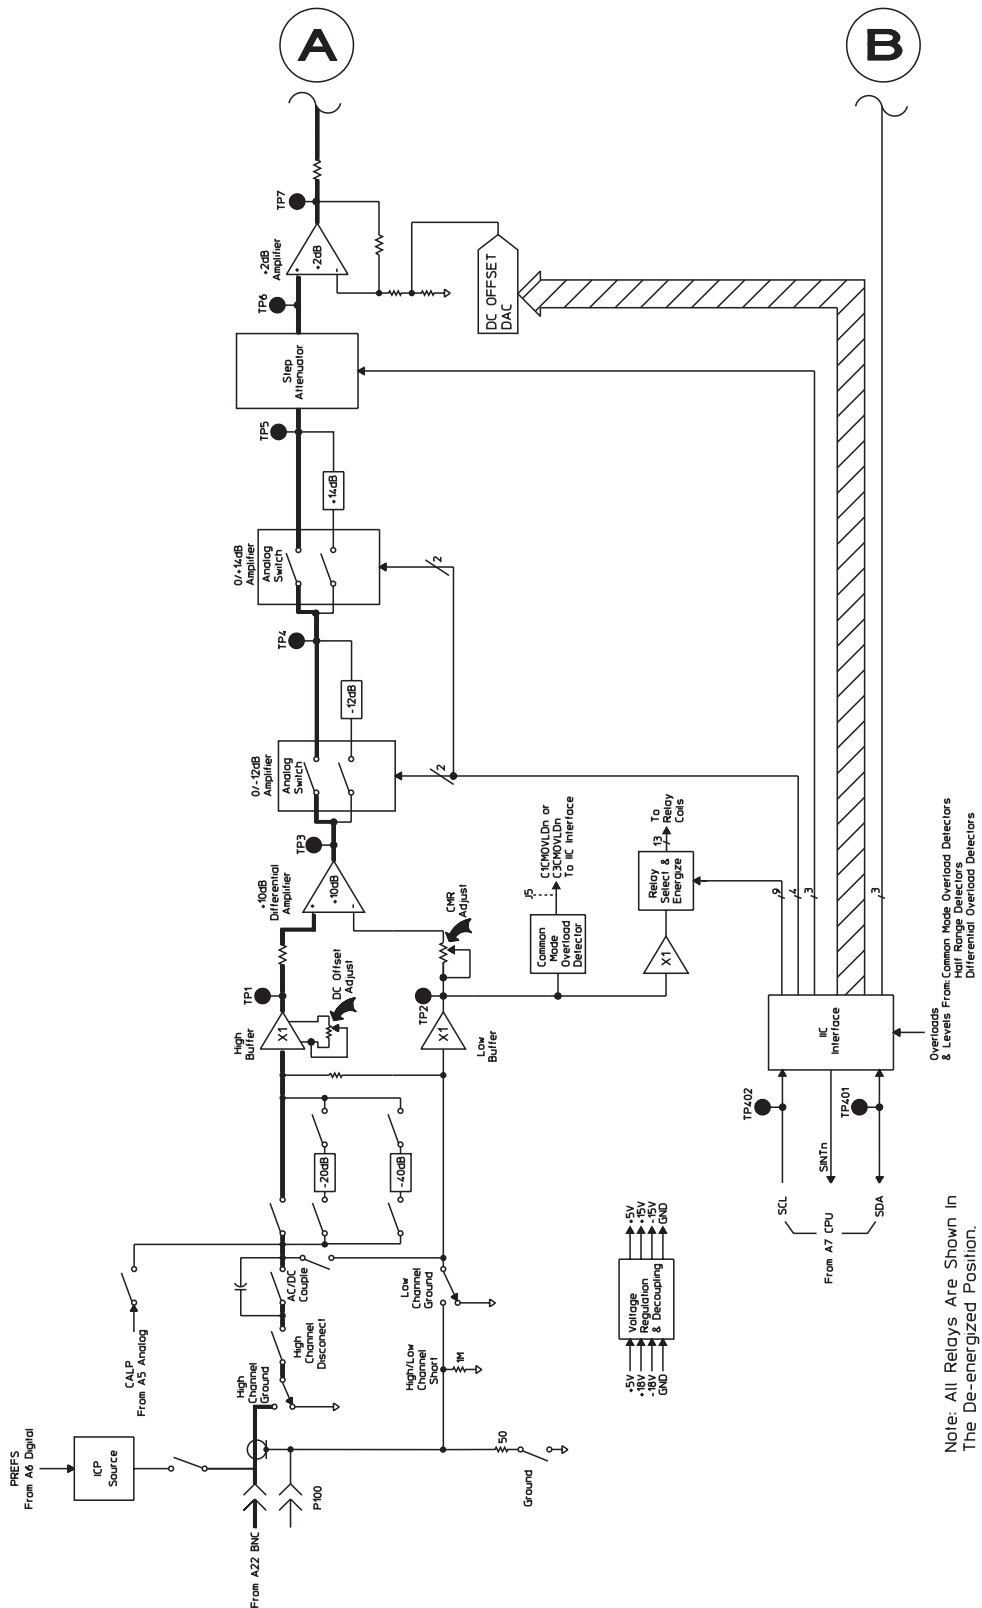 A
B
TP7
+2dB
Amplifier
+2dB
+
-
TP6
DC OFFSET
DAC
Step
Attenuator
TP5
+14dB
0/+14dB
Amplifier
Analog
Switch
2
TP4
-12dB
0/-12dB
Amplifier
Analog
Switch
2
TP3
+10dB
Differential
Amplifier
+10dB
+
-
CMR
Adjust
J5
C1CMOVLDn or
C3CMOVLDn
To IIC Interface
Common
Mode
Overload
Detector
13
To
Relay
Coils
Relay
Select &
Energize
X1
9
4
3
3
TP1
High
Buffer
X1
DC Offset
Adjust
TP2
X1
Low
Buffer
IIC
Interface
Overloads
& Levels From:Common Mode Overload Detectors
Half Range Detectors
Differential Overload Detectors
TP402
TP401
SCL
SINTn
SDA
From A7 CPU
-20dB
-40dB
CALP
From A5 Analog
AC/DC
Couple
High
Channel
Disconect
High
Channel
Ground
Low
Channel
Ground
High/Low
Channel
Short
1M
50
Ground
+5V
+18V
-18V
GND
Voltage
Regulation
& Decoupling
+5V
+15V
-15V
GND
PREFS
From A6 Digital
ICP
Source
From A22 BNC
P100
Note: All Relays Are Shown In
The De-energized Position.